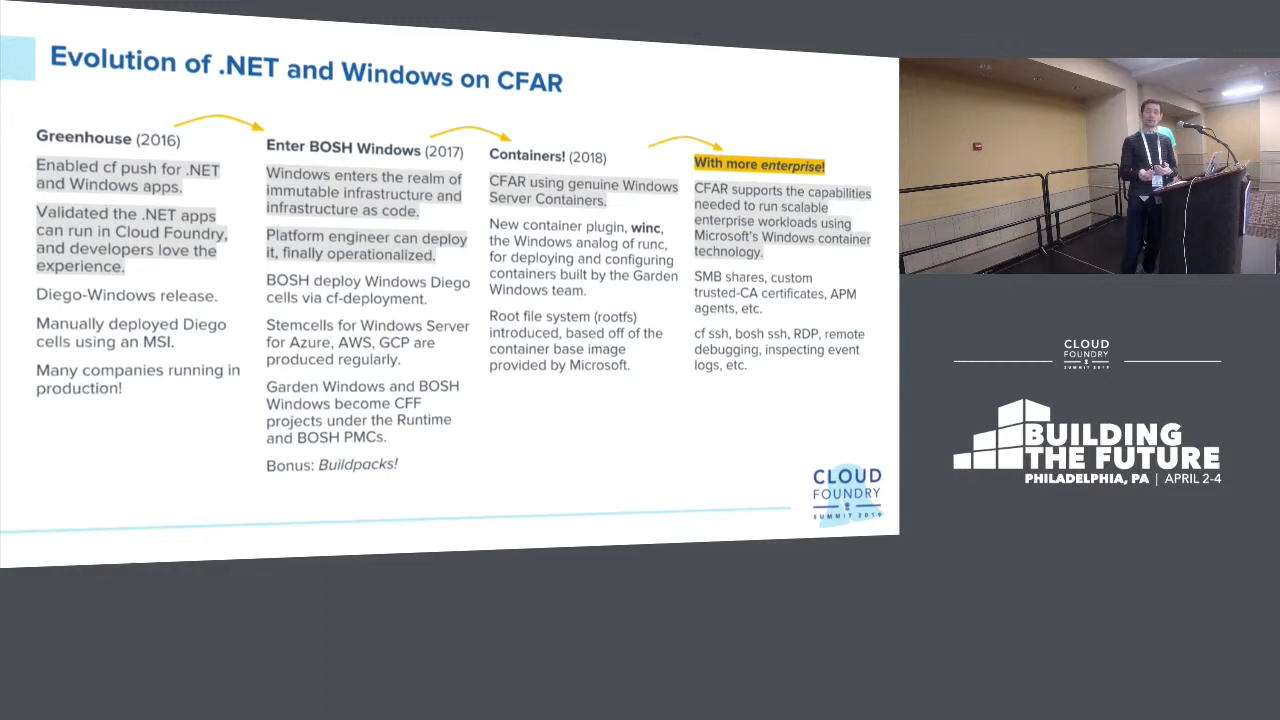 Evolution of .NET and Windows on CFAR
Greenhouse (2016)
Enabled cf push for .NET
and Windows apps.
Validated the .NET apps
can run in Cloud Foundry,
and developers love the
experience.
Diego-Windows release.
Manually deployed Diego
cells using an MSI.
Many companies running in
production!
Enter BOSH Windows (2017)
Windows enters the realm of
immutable infrastructure and
infrastructure as code.
Platform engineer can deploy
it, finally operationalized.
BOSH deploy Windows Diego
cells via cf-deployment.
Stemcells for Windows Server
for Azure, AWS, GCP are
produced regularly.
Garden Windows and BOSH
Windows become CFF
projects under the Runtime
and BOSH PMCs.
Bonus: Buildpacks!
Containers! (2018)
CFAR using genuine Windows
Server Containers.
New container plugin, winc,
the Windows analog of runc,
for deploying and configuring
containers built by the Garden
Windows team.
Root file system (rootfs)
introduced, based off of the
container base image
provided by Microsoft.
With more enterprise!
CFAR supports the capabilities
needed to run scalable
enterprise workloads using
Microsoft's Windows container
technology.
SMB shares, custom
trusted-CA certificates, APM
agents, etc.
cf ssh, bosh ssh, RDP, remote
debugging, inspecting event
logs, etc.
CLOUD
FOUNDRY
SUMMIT 2019
CLOUD
FOUNDRY
SUMMIT 2019
BUILDING
THE FUTURE
PHILADELPHIA, PA | APRIL 2-4